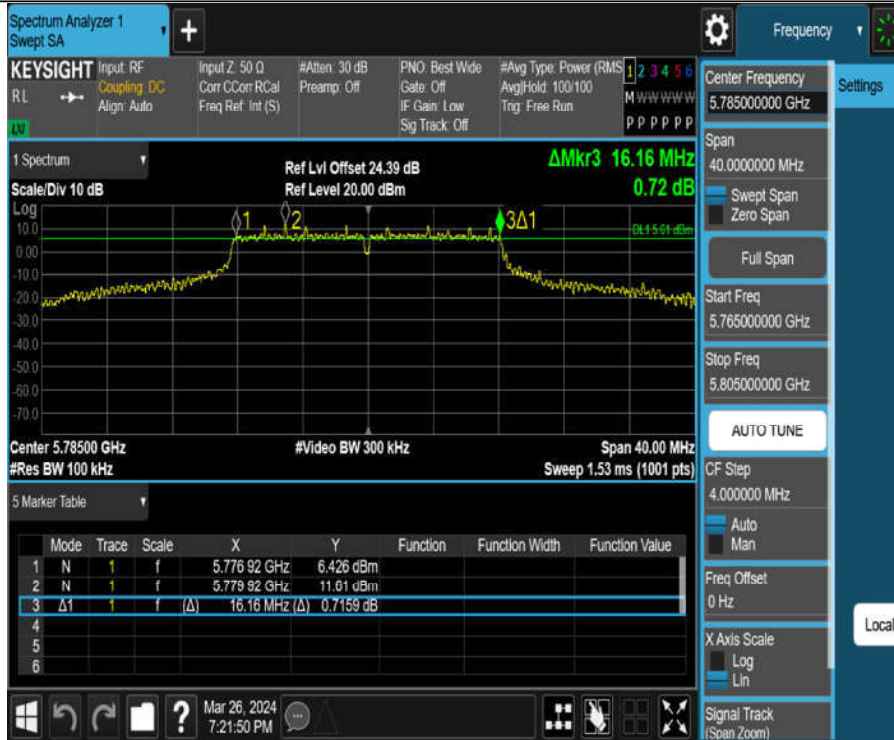 Spectrum Analyzer 1
Swept SA
+
Frequency
KEYSIGHT
RL
LXI
Input: RF
Coupling: DC
Align: Auto
Input Z: 50 Ω
Corr CCorr RCal
Freq Ref: Int (S)
#Atten: 30 dB
Preamp: Off
PNO: Best Wide
Gate: Off
IF Gain: Low
Sig Track: Off
#Avg Type: Power (RMS
Avg|Hold: 100/100
Trig: Free Run
1 2 3 4 5 6
M W W W W W
P P P P P P
1 Spectrum
Scale/Div 10 dB
Ref Lvl Offset 24.39 dB
Ref Level 20.00 dBm
ΔMkr3 16.16 MHz
0.72 dB
Log
10.0
0.00
-10.0
-20.0
-30.0
-40.0
-50.0
-60.0
-70.0
1
2
3Δ1
DL1 5.61 dBm
Center 5.78500 GHz
#Res BW 100 kHz
#Video BW 300 kHz
Span 40.00 MHz
Sweep 1.53 ms (1001 pts)
5 Marker Table
Mode Trace Scale X Y Function Function Width Function Value
1 N 1 f 5.776 92 GHz 6.426 dBm
2 N 1 f 5.779 92 GHz 11.61 dBm
3 Δ1 1 f (Δ) 16.16 MHz (Δ) 0.7159 dB
4
5
6
Mar 26, 2024
7:21:50 PM
Center Frequency
5.785000000 GHz
Settings
Span
40.0000000 MHz
Swept Span
Zero Span
Full Span
Start Freq
5.765000000 GHz
Stop Freq
5.805000000 GHz
AUTO TUNE
CF Step
4.000000 MHz
Auto
Man
Freq Offset
0 Hz
X Axis Scale
Log
Lin
Signal Track
(Span Zoom)
Local